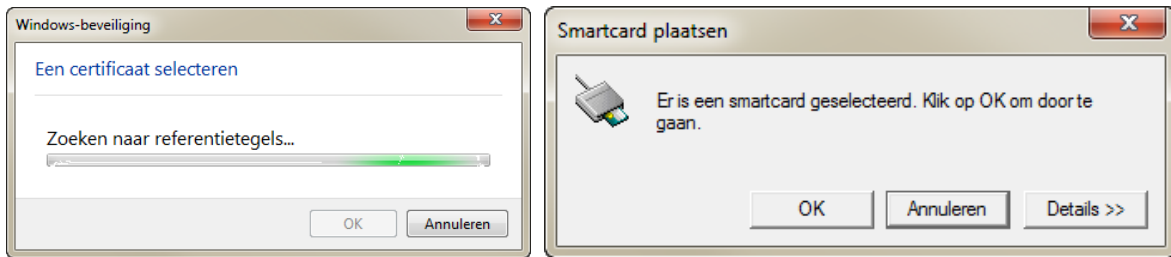 Windows-beveiliging
Een certificaat selecteren
Zoeken naar referentietegels...
OK
Annuleren
Smartcard plaatsen
Er is een smartcard geselecteerd. Klik op OK om door te
gaan.
OK
Annuleren
Details >>